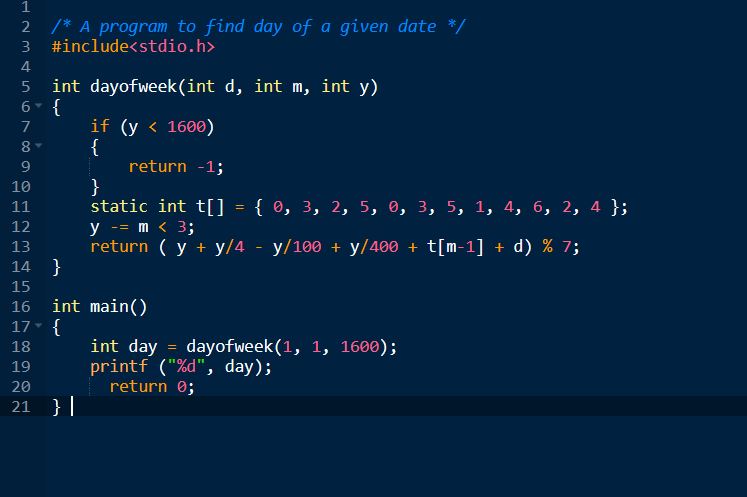 1
2 /* A program to find day of a given date */
3 #include<stdio.h>
4
5 int dayofweek(int d, int m, int y)
6 {
7 if (y < 1600)
8 {
9 return -1;
10 }
11 static int t[] = { 0, 3, 2, 5, 0, 3, 5, 1, 4, 6, 2, 4 };
12 y -= m < 3;
13 return ( y + y/4 - y/100 + y/400 + t[m-1] + d) % 7;
14 }
15
16 int main()
17 {
18 int day = dayofweek(1, 1, 1600);
19 printf ("%d", day);
20 return 0;
21 }